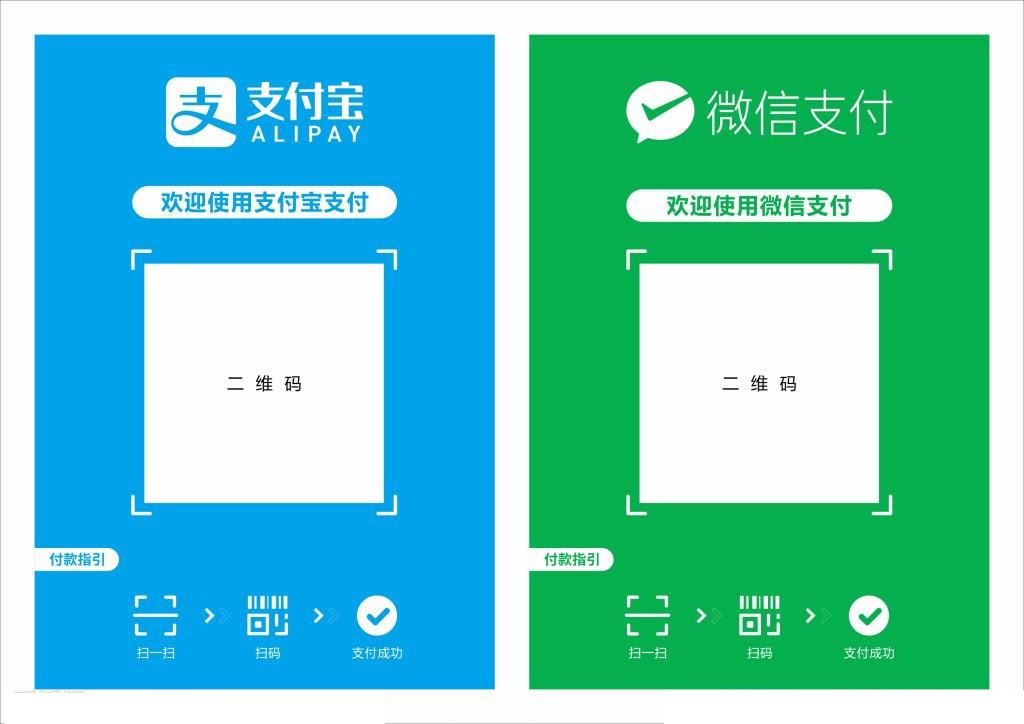 支付宝
ALIPAY
欢迎使用支付宝支付
二维码
付款指引
扫一扫
扫码
支付成功
微信支付
欢迎使用微信支付
二维码
付款指引
扫一扫
扫码
支付成功